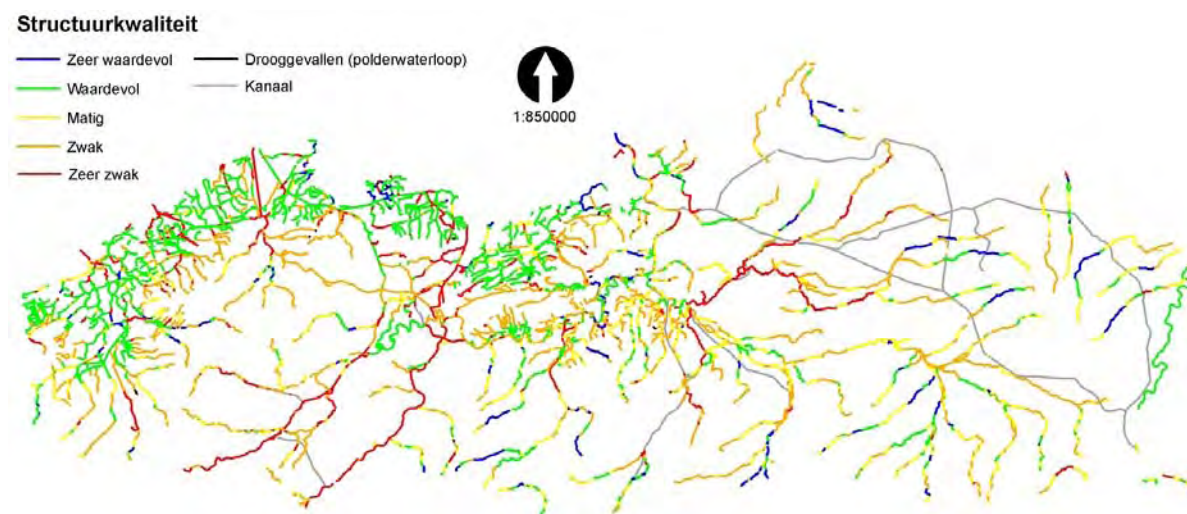 Structuurkwaliteit
Zeer waardevol
Drooggevallen (polderwaterloop)
Waardevol
Kanaal
Matig
Zwak
Zeer zwak
1:850000